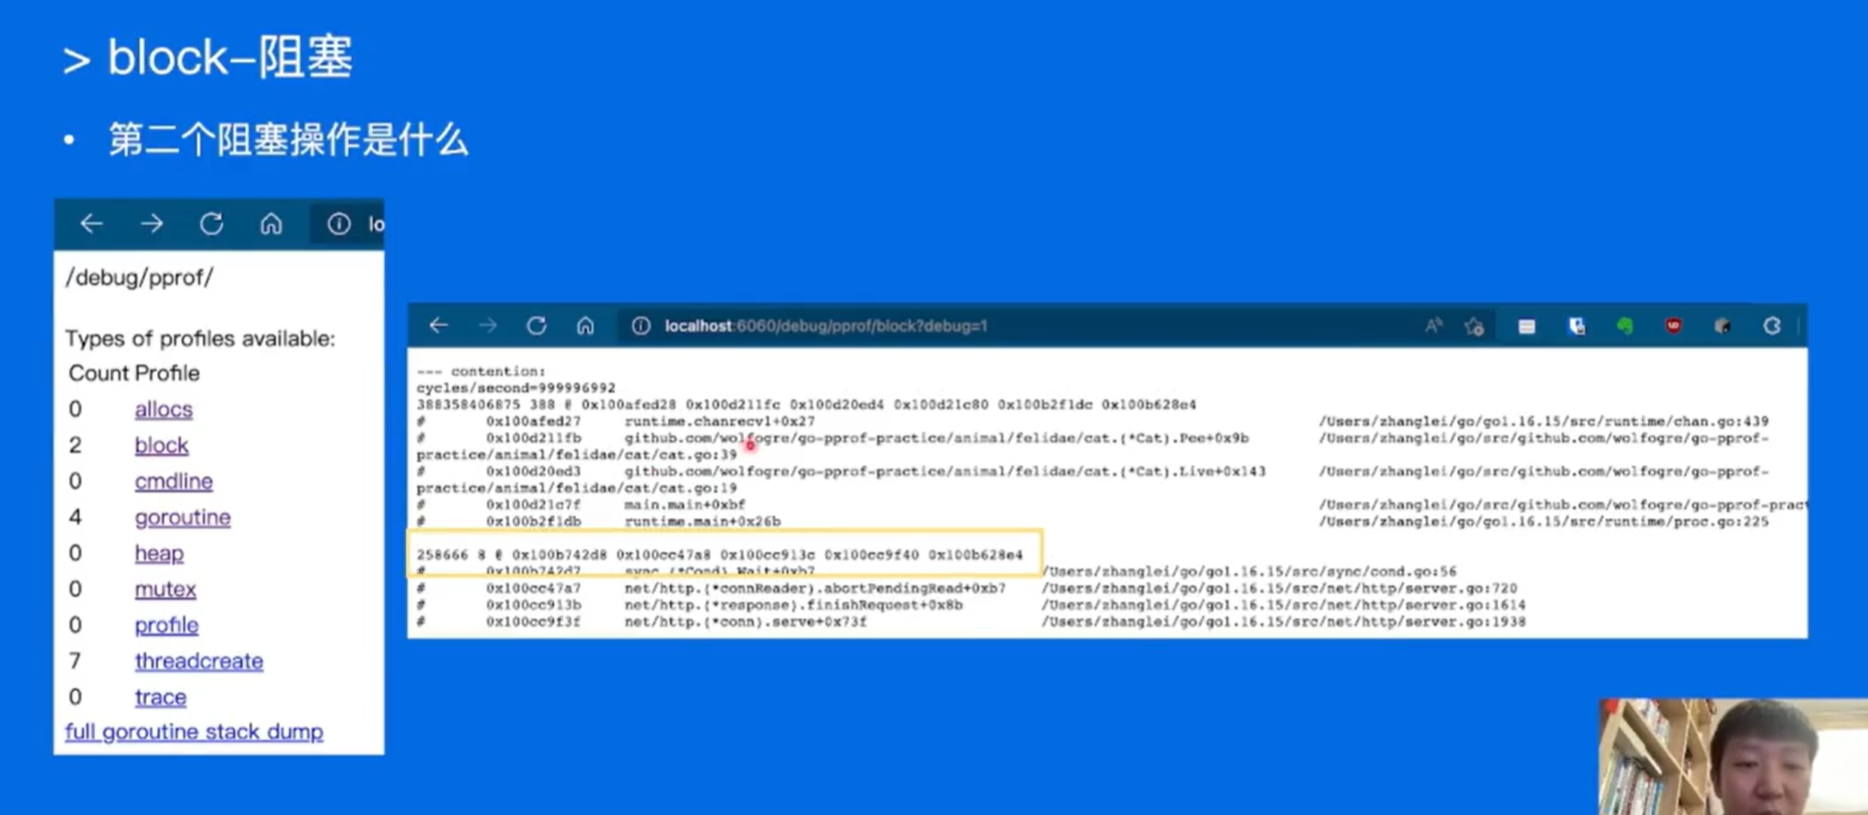 > block-阻塞
• 第二个阻塞操作是什么
lo
/debug/pprof/
Types of profiles available:
Count Profile
0 allocs
2 block
0 cmdline
4 goroutine
0 heap
0 mutex
0 profile
7 threadcreate
0 trace
full goroutine stack dump
localhost:6060/debug/pprof/block?debug=1
--- contention:
cycles/second=999996992
388358406875 388 @ 0x100afed28 0x100d211fc 0x100d20ed4 0x100d21c80 0x100b2f1dc 0x100b628e4
# 0x100afed27 runtime.chanrecv1+0x27 /Users/zhanglei/go/go1.16.15/src/runtime/chan.go:439
# 0x100d211fb github.com/wolfogre/go-pprof-practice/animal/felidae/cat.(*Cat).Pee+0x9b /Users/zhanglei/go/src/github.com/wolfogre/go-pprof-
practice/animal/felidae/cat/cat.go:39
# 0x100d20ed3 github.com/wolfogre/go-pprof-practice/animal/felidae/cat.(*Cat).Live+0x143 /Users/zhanglei/go/src/github.com/wolfogre/go-pprof-
practice/animal/felidae/cat/cat.go:19
# 0x100d21c7f main.main+0xbf /Users/zhanglei/go/src/github.com/wolfogre/go-pprof-pract
# 0x100b2f1db runtime.main+0x26b /Users/zhanglei/go/go1.16.15/src/runtime/proc.go:225
258666 8 @ 0x100b742d8 0x100cc47a8 0x100cc913c 0x100cc9f40 0x100b628e4
# 0x100b742d7 sync.(*Cond).Wait+0xb7 /Users/zhanglei/go/go1.16.15/src/sync/cond.go:56
# 0x100cc47a7 net/http.(*connReader).abortPendingRead+0xb7 /Users/zhanglei/go/go1.16.15/src/net/http/server.go:720
# 0x100cc913b net/http.(*response).finishRequest+0x8b /Users/zhanglei/go/go1.16.15/src/net/http/server.go:1614
# 0x100cc9f3f net/http.(*conn).serve+0x73f /Users/zhanglei/go/go1.16.15/src/net/http/server.go:1938